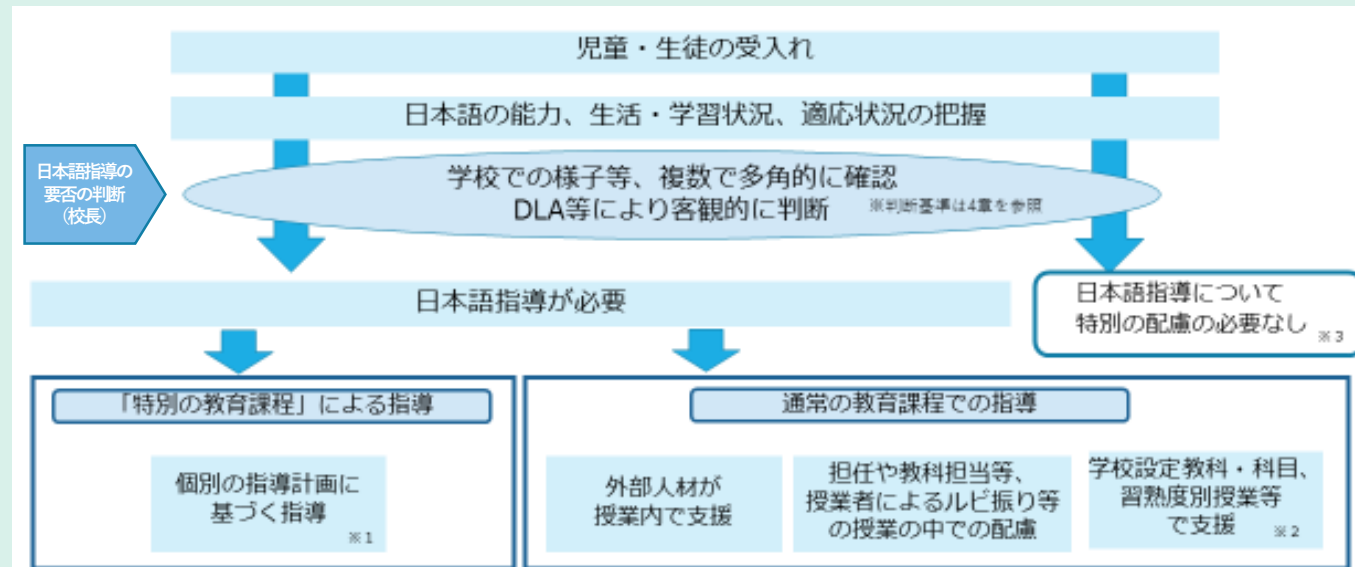 児童・生徒の受入れ
日本語の能力、生活・学習状況、適応状況の把握
日本語指導の
要否の判断
(校長)
学校での様子等、複数で多角的に確認
DLA等により客観的に判断 ※判断基準は4章を参照
日本語指導が必要
日本語指導について
特別の配慮の必要なし ※3
「特別の教育課程」による指導
個別の指導計画に
基づく指導
※1
通常の教育課程での指導
外部人材が
授業内で支援
担任や教科担当等、
授業者によるルビ振り等
の授業の中での配慮
学校設定教科・科目、
習熟度別授業等
で支援 ※2